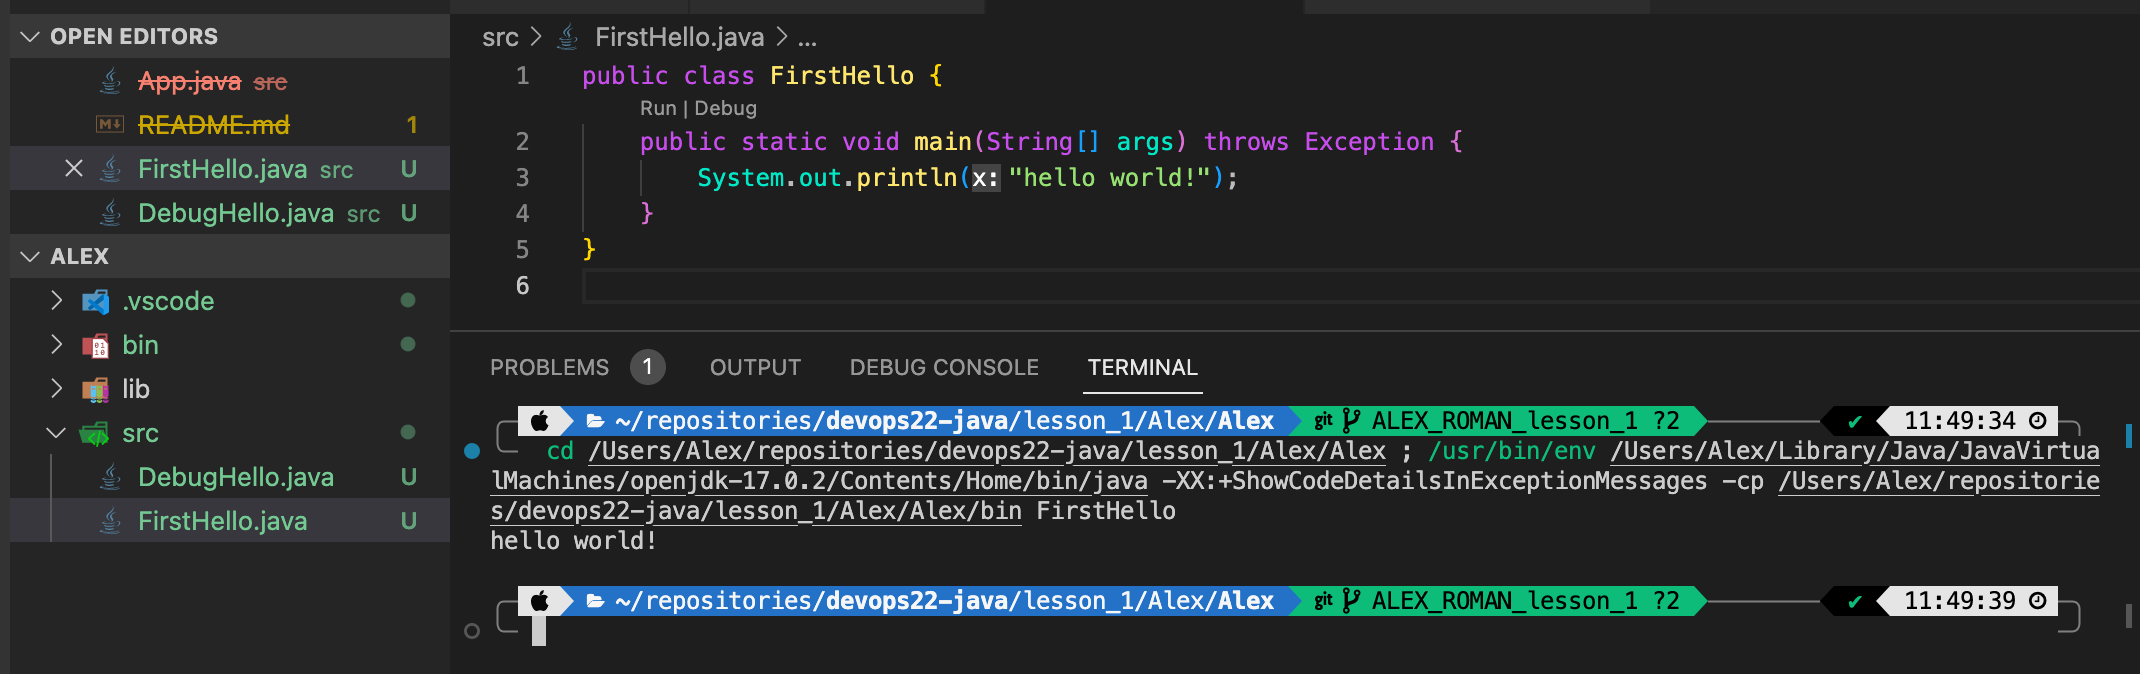 OPEN EDITORS
App.java src
README.md 1
FirstHello.java src U
DebugHello.java src U
ALEX
.vscode
bin
lib
src
DebugHello.java U
FirstHello.java U
src > FirstHello.java > ...
1 public class FirstHello {
Run | Debug
2 public static void main(String[] args) throws Exception {
3 System.out.println(x: "hello world!");
4 }
5 }
6
PROBLEMS 1 OUTPUT DEBUG CONSOLE TERMINAL
~/repositories/devops22-java/lesson_1/Alex/Alex git ALEX_ROMAN_lesson_1 ?2 ✔ 11:49:34
cd /Users/Alex/repositories/devops22-java/lesson_1/Alex/Alex ; /usr/bin/env /Users/Alex/Library/Java/JavaVirtua
lMachines/openjdk-17.0.2/Contents/Home/bin/java -XX:+ShowCodeDetailsInExceptionMessages -cp /Users/Alex/repositorie
s/devops22-java/lesson_1/Alex/Alex/bin FirstHello
hello world!
~/repositories/devops22-java/lesson_1/Alex/Alex git ALEX_ROMAN_lesson_1 ?2 ✔ 11:49:39